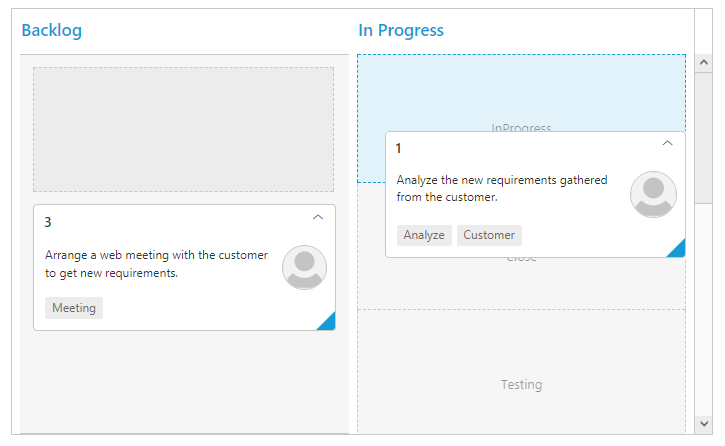 Backlog
In Progress
InProgress
1
Analyze the new requirements gathered
from the customer.
Analyze
Customer
3
Arrange a web meeting with the customer
to get new requirements.
Meeting
Close
Testing